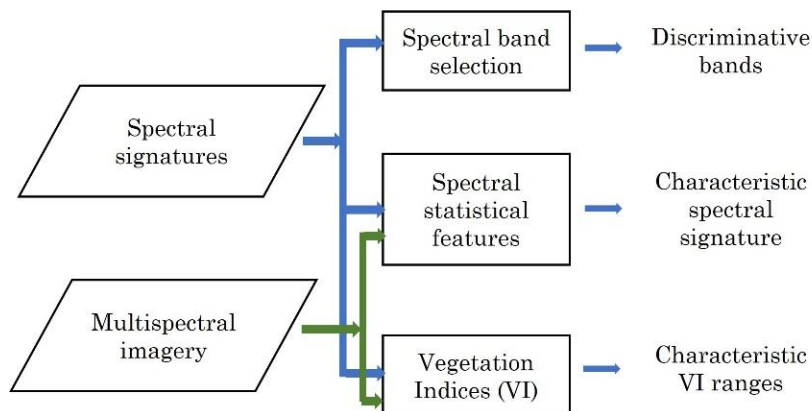 Spectral
signatures
Multispectral
imagery
Spectral band
selection
Spectral
statistical
features
Vegetation
Indices (VI)
Discriminative
bands
Characteristic
spectral
signature
Characteristic
VI ranges